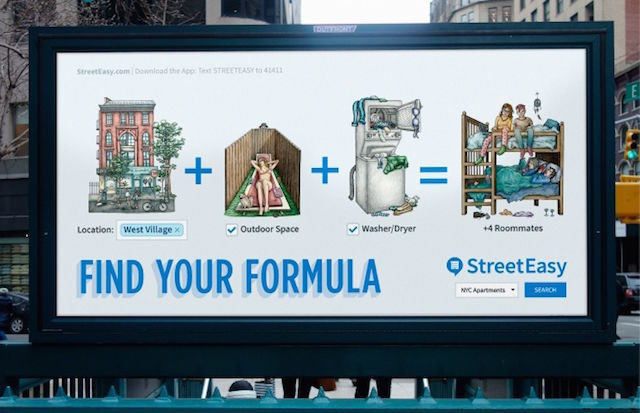 OUTFRONT/
StreetEasy.com | Download the App: Text STREETEASY to 41411
+ + =
Location: West Village × Outdoor Space Washer/Dryer +4 Roommates
FIND YOUR FORMULA
StreetEasy
NYC Apartments SEARCH
E